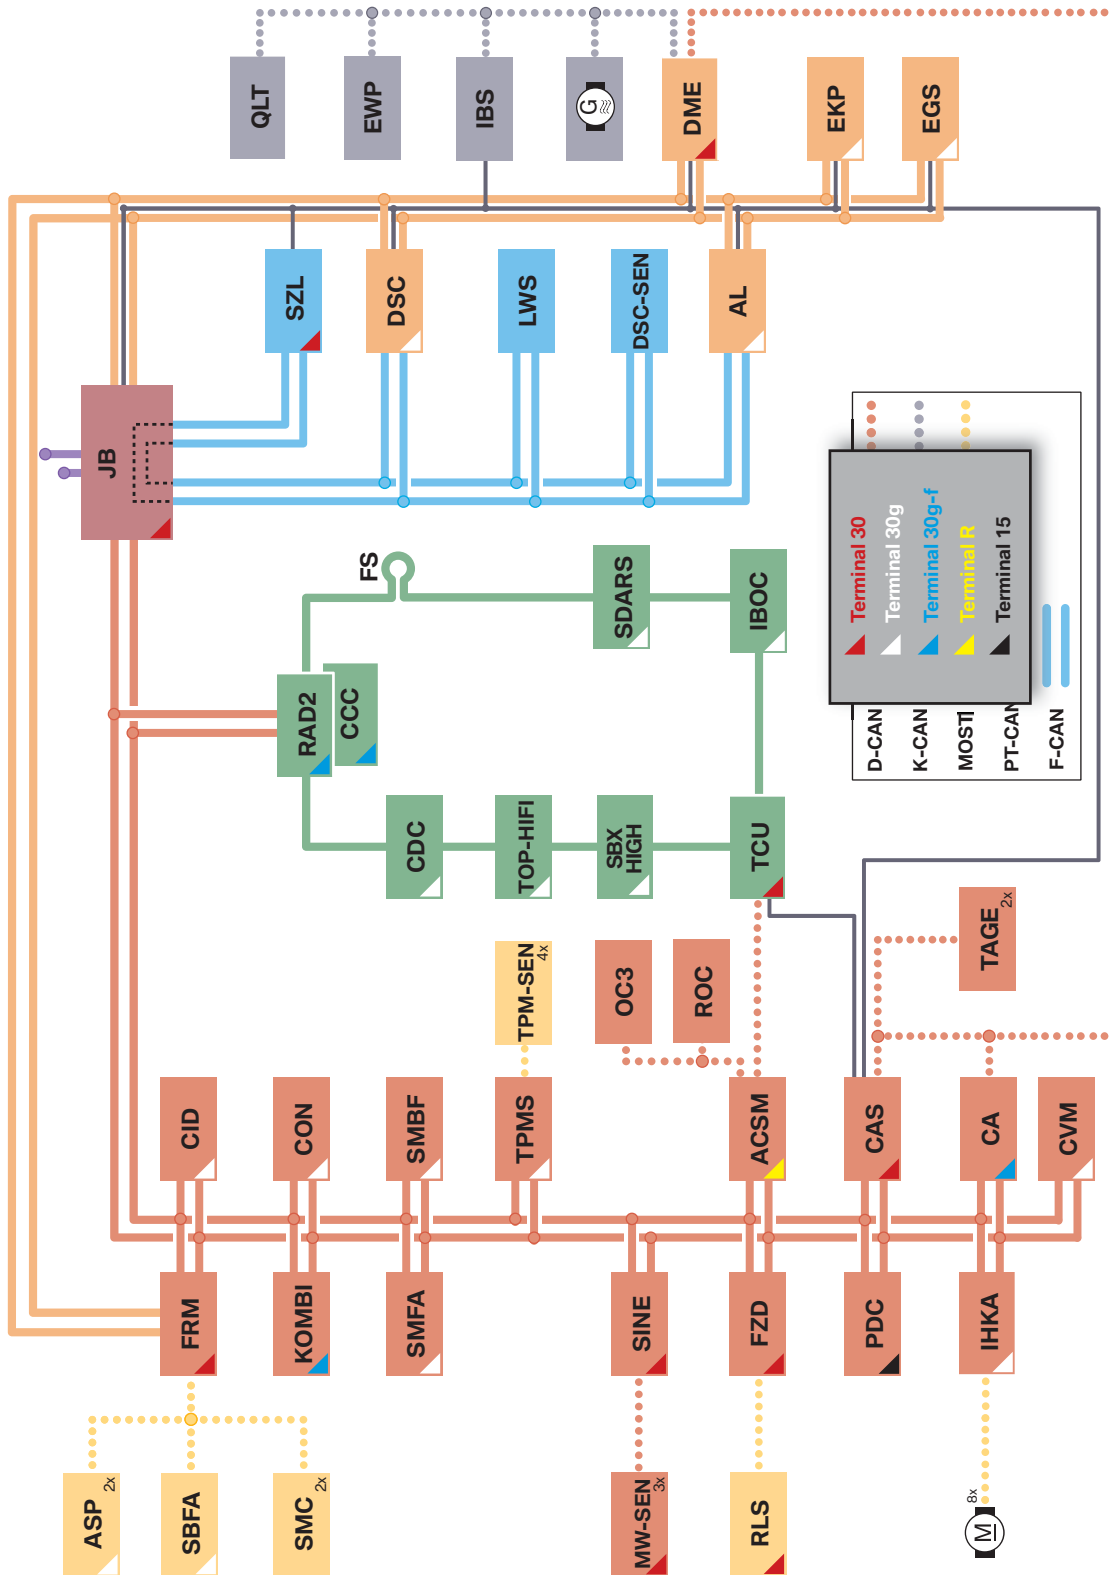 QLT
EWP
IBS
G
DME
EKP
EGS
SZL
DSC
LWS
DSC-SEN
AL
JB
FS
SDARS
IBOC
RAD2
CCC
CDC
TOP-HIFI
SBX
HIGH
TCU
Terminal 30
Terminal 30g
Terminal 30g-f
Terminal R
Terminal 15
D-CAN
K-CAN
MOST
PT-CAN
F-CAN
TPM-SEN
4x
OC3
ROC
TAGE
2x
CID
CON
SMBF
TPMS
ACSM
CAS
CA
CVM
FRM
KOMBI
SMFA
SINE
FZD
PDC
IHKA
ASP
2x
SBFA
SMC
2x
MW-SEN
3x
RLS
M
8x